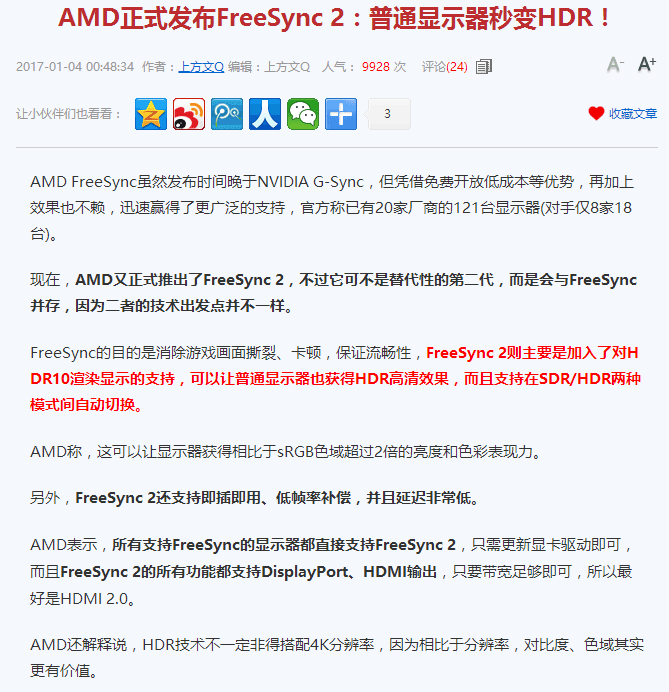 AMD正式发布FreeSync 2：普通显示器秒变HDR！
2017-01-04 00:48:34 作者：上方文Q 编辑：上方文Q 人气： 9928 次 评论(24) A- A+
让小伙伴们也看看： 人 3 收藏文章
AMD FreeSync虽然发布时间晚于NVIDIA G-Sync，但凭借免费开放低成本等优势，再加上
效果也不赖，迅速赢得了更广泛的支持，官方称已有20家厂商的121台显示器(对手仅8家18
台)。
现在，AMD又正式推出了FreeSync 2，不过它可不是替代性的第二代，而是会与FreeSync
并存，因为二者的技术出发点并不一样。
FreeSync的目的是消除游戏画面撕裂、卡顿，保证流畅性，FreeSync 2则主要是加入了对H
DR10渲染显示的支持，可以让普通显示器也获得HDR高清效果，而且支持在SDR/HDR两种
模式间自动切换。
AMD称，这可以让显示器获得相比于sRGB色域超过2倍的亮度和色彩表现力。
另外，FreeSync 2还支持即插即用、低帧率补偿，并且延迟非常低。
AMD表示，所有支持FreeSync的显示器都直接支持FreeSync 2，只需更新显卡驱动即可，
而且FreeSync 2的所有功能都支持DisplayPort、HDMI输出，只要带宽足够即可，所以最
好是HDMI 2.0。
AMD还解释说，HDR技术不一定非得搭配4K分辨率，因为相比于分辨率，对比度、色域其实
更有价值。